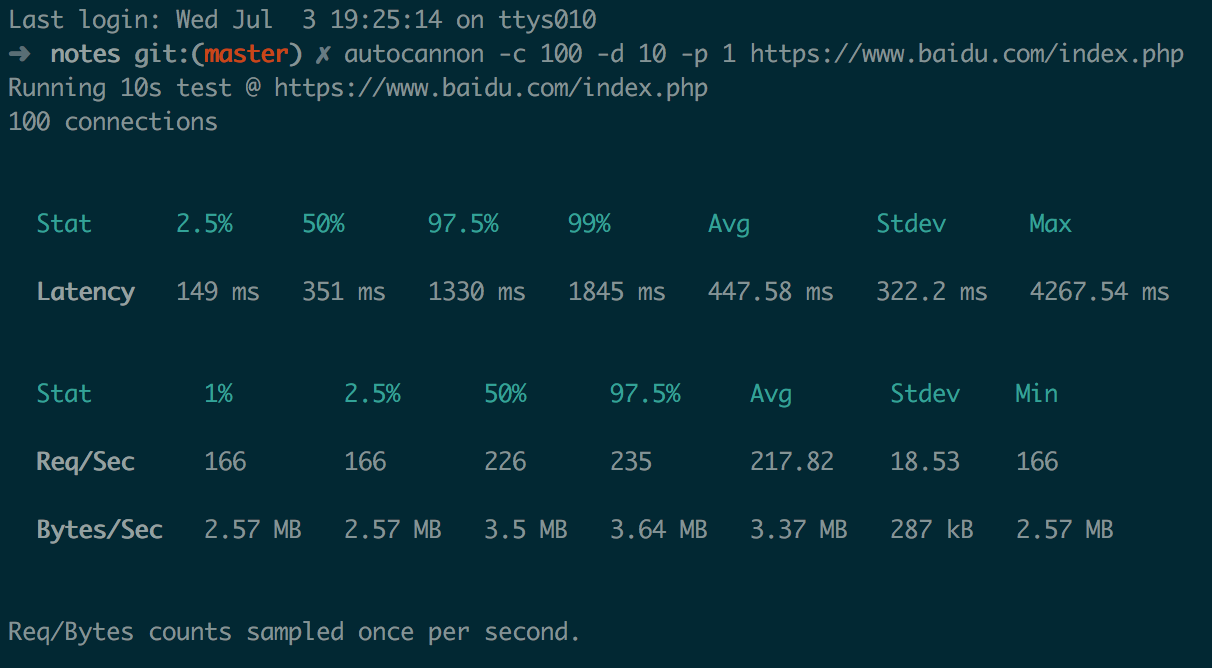 Last login: Wed Jul  3 19:25:14 on ttys010
➜  notes git:(master) ✗ autocannon -c 100 -d 10 -p 1 https://www.baidu.com/index.php
Running 10s test @ https://www.baidu.com/index.php
100 connections
Stat 2.5% 50% 97.5% 99% Avg Stdev Max
Latency 149 ms 351 ms 1330 ms 1845 ms 447.58 ms 322.2 ms 4267.54 ms
Stat 1% 2.5% 50% 97.5% Avg Stdev Min
Req/Sec 166 166 226 235 217.82 18.53 166
Bytes/Sec 2.57 MB 2.57 MB 3.5 MB 3.64 MB 3.37 MB 287 kB 2.57 MB
Req/Bytes counts sampled once per second.